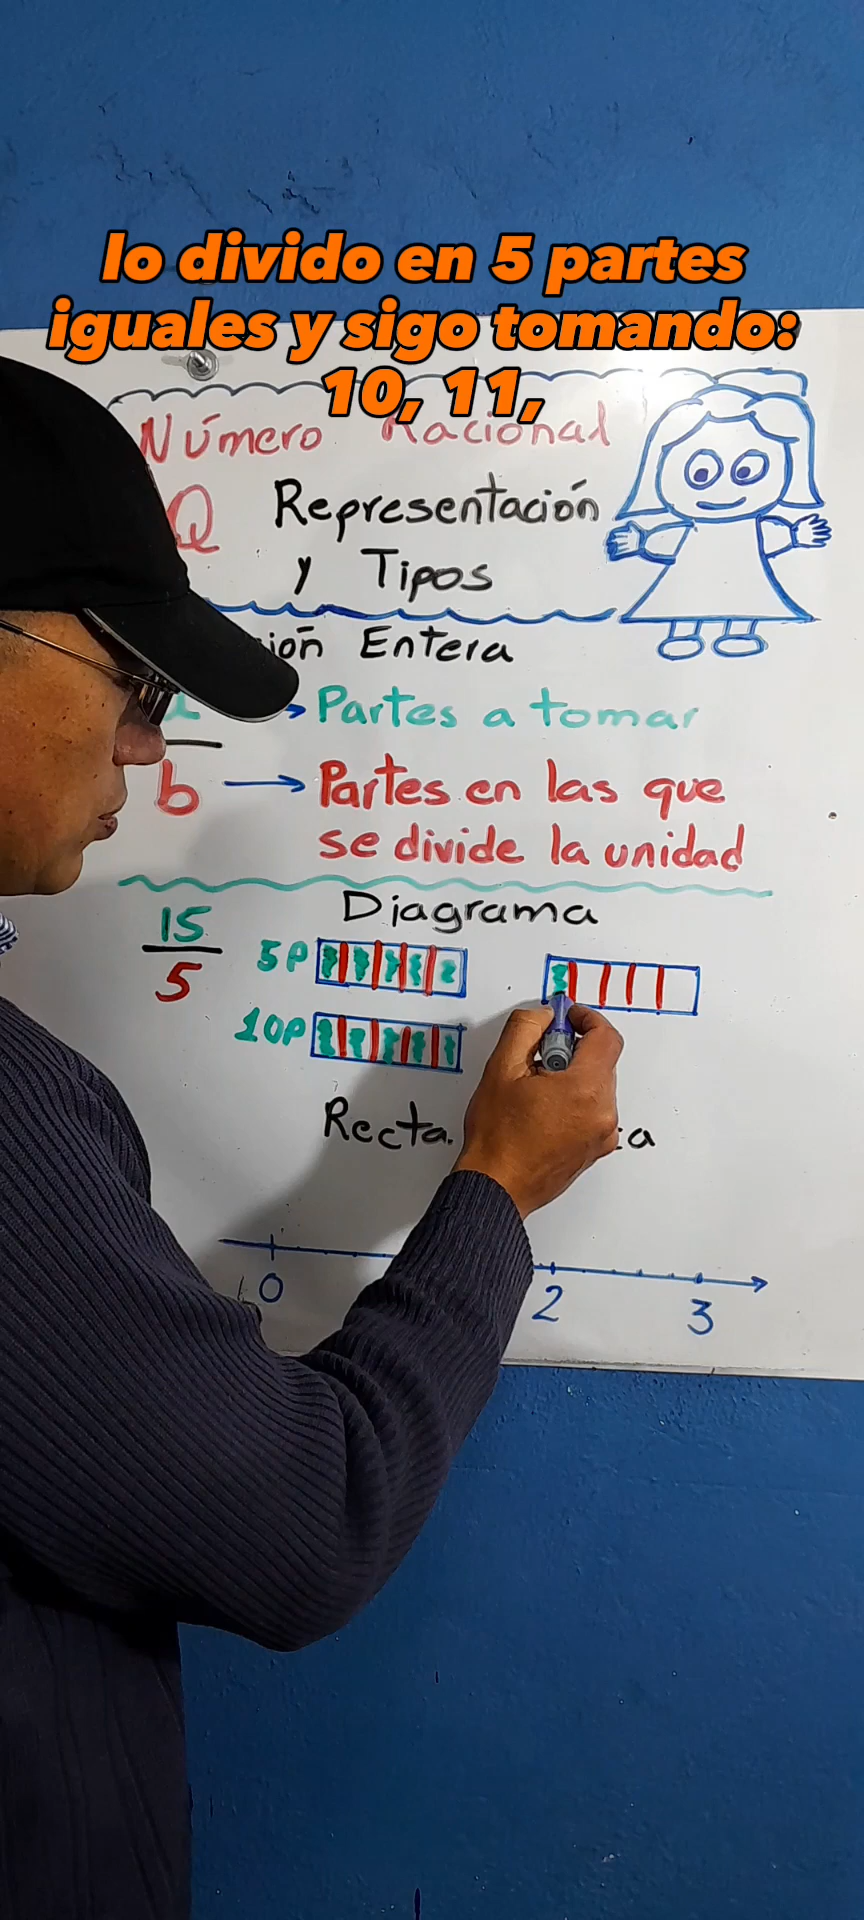 lo divido en 5 partes
iguales y sigo tomando:
10, 11,
Número Racional
Q Representación
y Tipos
Entera
Partes a tomar
b Partes en las que
se divide la unidad
Diagrama
15
5
5P
10P
Recta
0 2 3